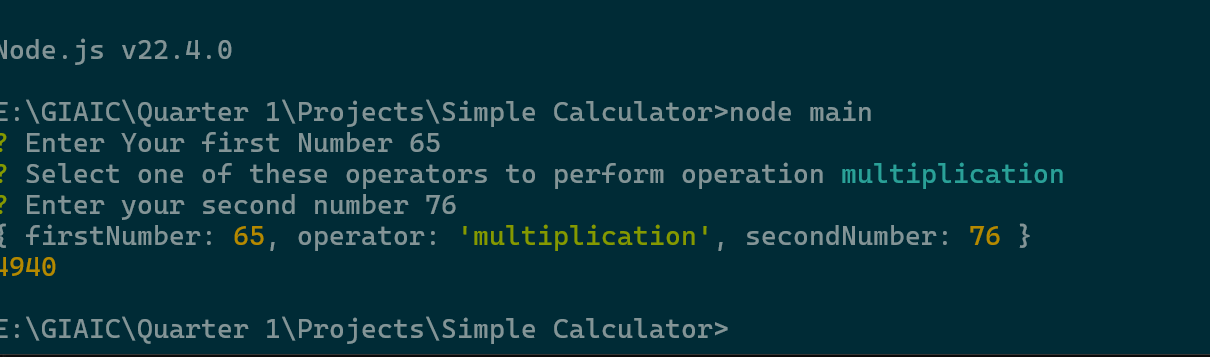 Node.js v22.4.0
E:\GIAIC\Quarter 1\Projects\Simple Calculator>node main
? Enter Your first Number 65
? Select one of these operators to perform operation multiplication
? Enter your second number 76
{ firstNumber: 65, operator: 'multiplication', secondNumber: 76 }
4940
E:\GIAIC\Quarter 1\Projects\Simple Calculator>